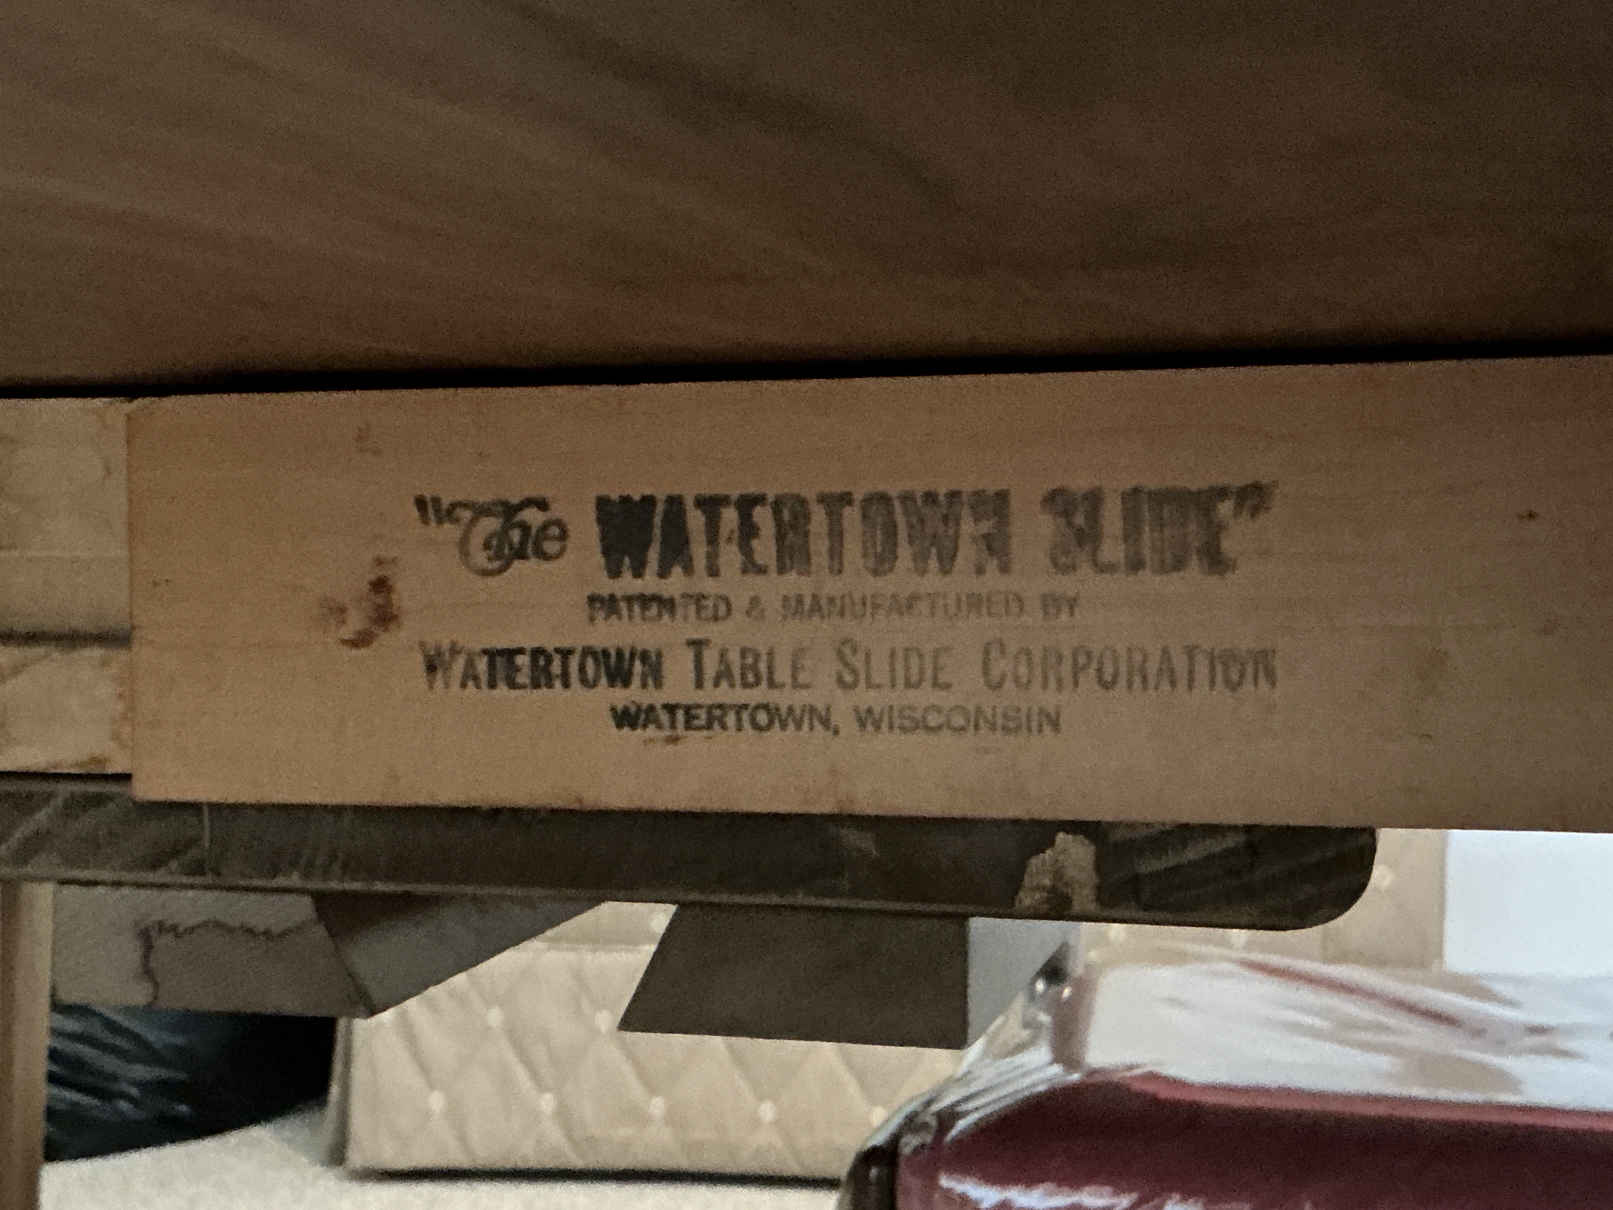 "The WATERTOWN SLIDE"
PATENTED & MANUFACTURED BY
WATERTOWN TABLE SLIDE CORPORATION
WATERTOWN, WISCONSIN